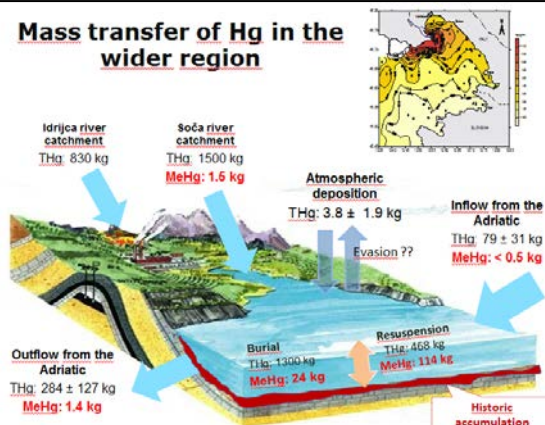 Mass transfer of Hg in the
wider region
Idrijca river
catchment
THg: 830 kg
Soča river
catchment
THg: 1500 kg
MeHg: 1.5 kg
Atmospheric
deposition
THg: 3.8 ± 1.9 kg
Evasion ??
Inflow from the
Adriatic
THg: 79 ± 31 kg
MeHg: < 0.5 kg
Burial
THg: 1300 kg
MeHg: 24 kg
Resuspension
THg: 468 kg
MeHg: 114 kg
Outflow from the
Adriatic
THg: 284 ± 127 kg
MeHg: 1.4 kg
Historic
accumulation